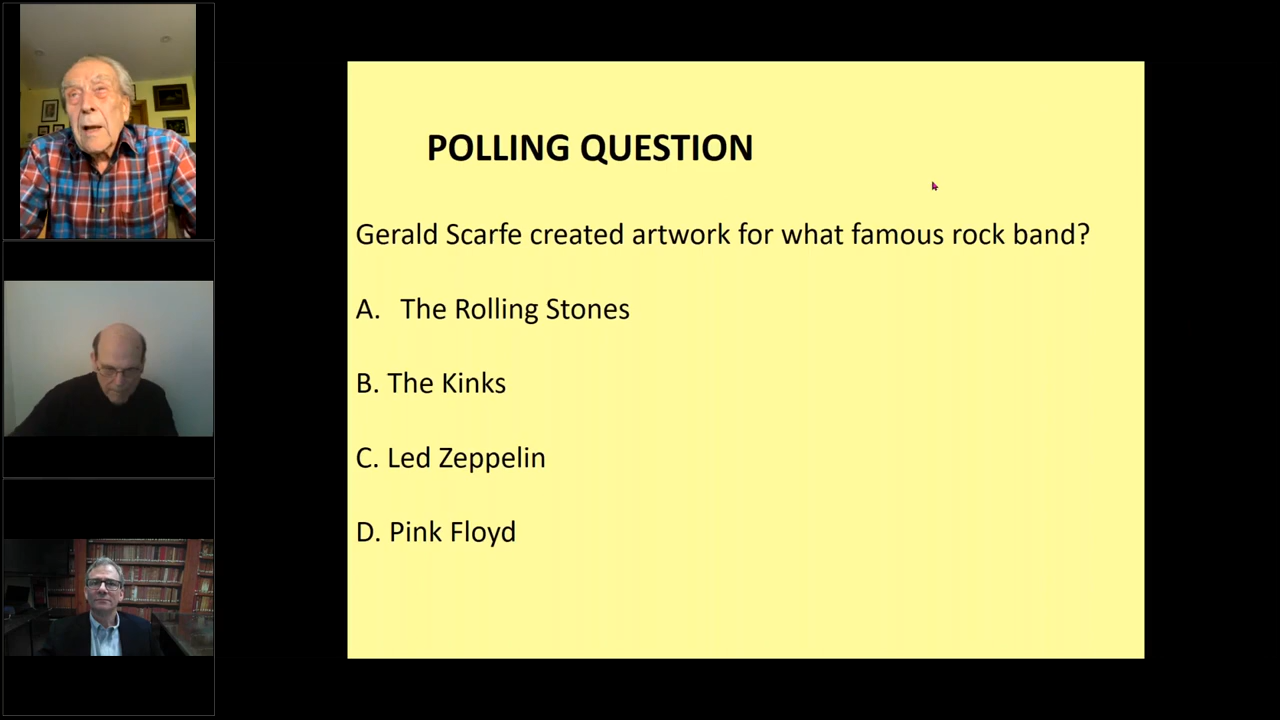 POLLING QUESTION
Gerald Scarfe created artwork for what famous rock band?
A. The Rolling Stones
B. The Kinks
C. Led Zeppelin
D. Pink Floyd